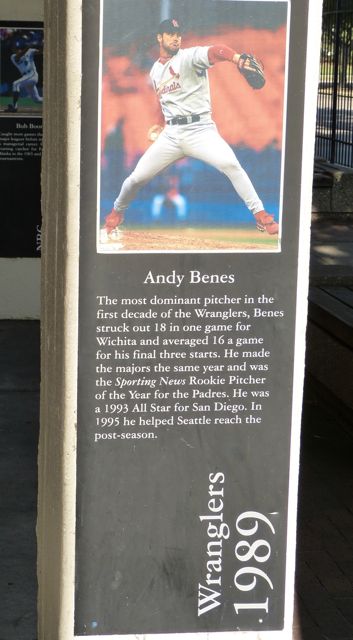 Cardinals
Andy Benes
The most dominant pitcher in the
first decade of the Wranglers, Benes
struck out 18 in one game for
Wichita and averaged 16 a game
for his final three starts. He made
the majors the same year and was
the Sporting News Rookie Pitcher
of the Year for the Padres. He was
a 1993 All Star for San Diego. In
1995 he helped Seattle reach the
post-season.
Wranglers
1989
NBC